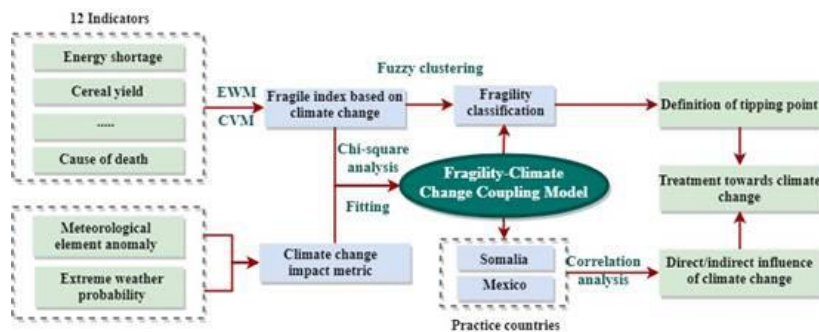 12 Indicators
Energy shortage
Cereal yield
-----
Cause of death
EWM
CVM
Fragile index based on
climate change
Fuzzy clustering
Fragility
classification
Definition of tipping point
Chi-square
analysis
Fitting
Fragility-Climate
Change Coupling Model
Treatment towards climate
change
Meteorological
element anomaly
Extreme weather
probability
Climate change
impact metric
Somalia
Mexico
Practice countries
Correlation
analysis
Direct/indirect influence
of climate change